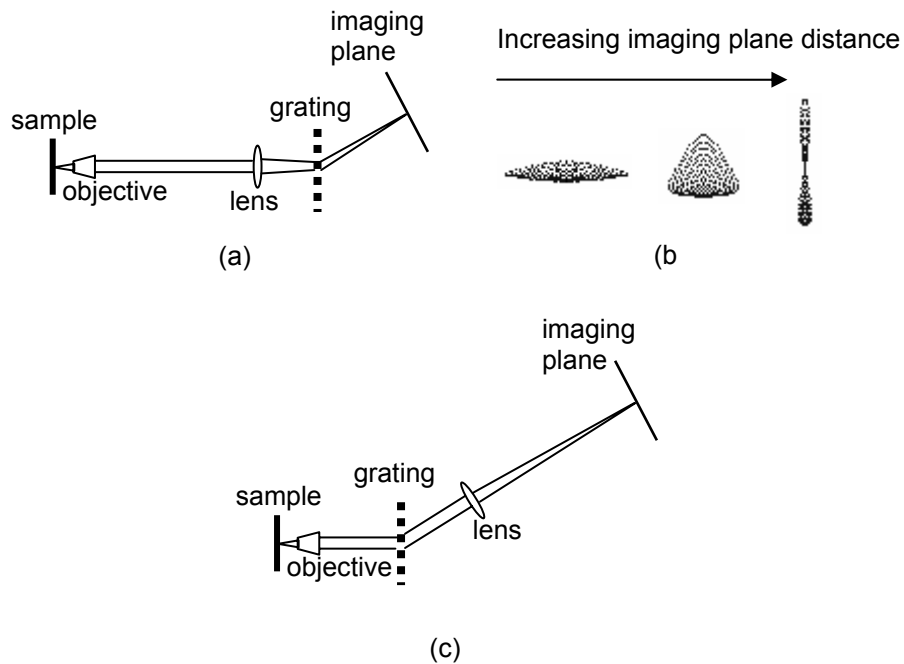 imaging
plane
grating
sample
objective
lens
(a)
Increasing imaging plane distance
(b
imaging
plane
grating
sample
lens
objective
(c)